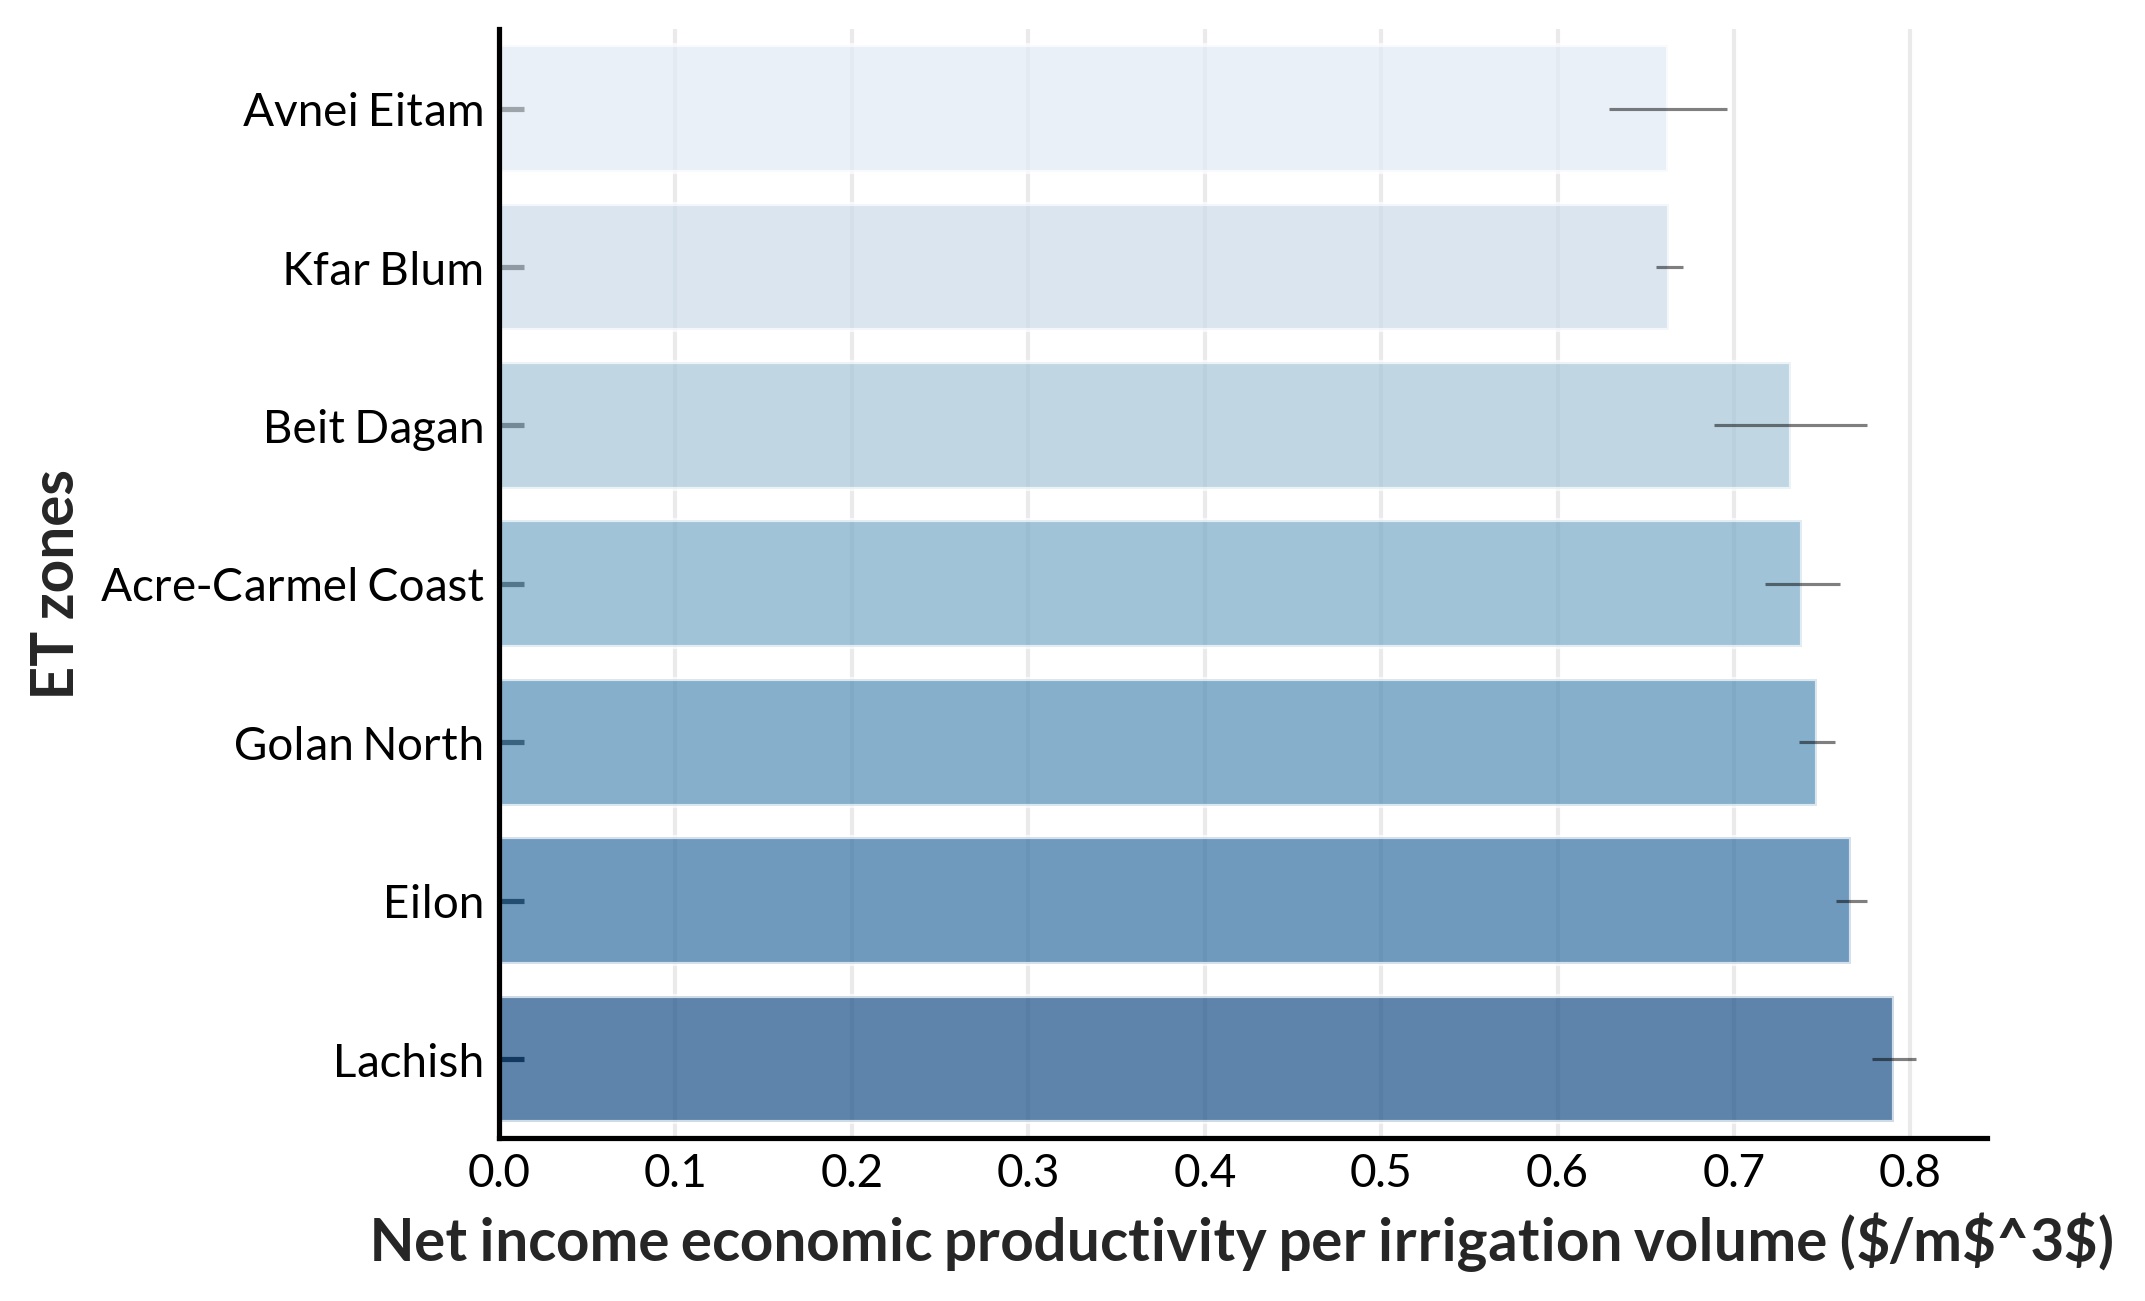 Avnei Eitam
Kfar Blum
Beit Dagan
Acre-Carmel Coast
Golan North
Eilon
Lachish
ET zones
0.0 0.1 0.2 0.3 0.4 0.5 0.6 0.7 0.8
Net income economic productivity per irrigation volume ($/m$^3$)